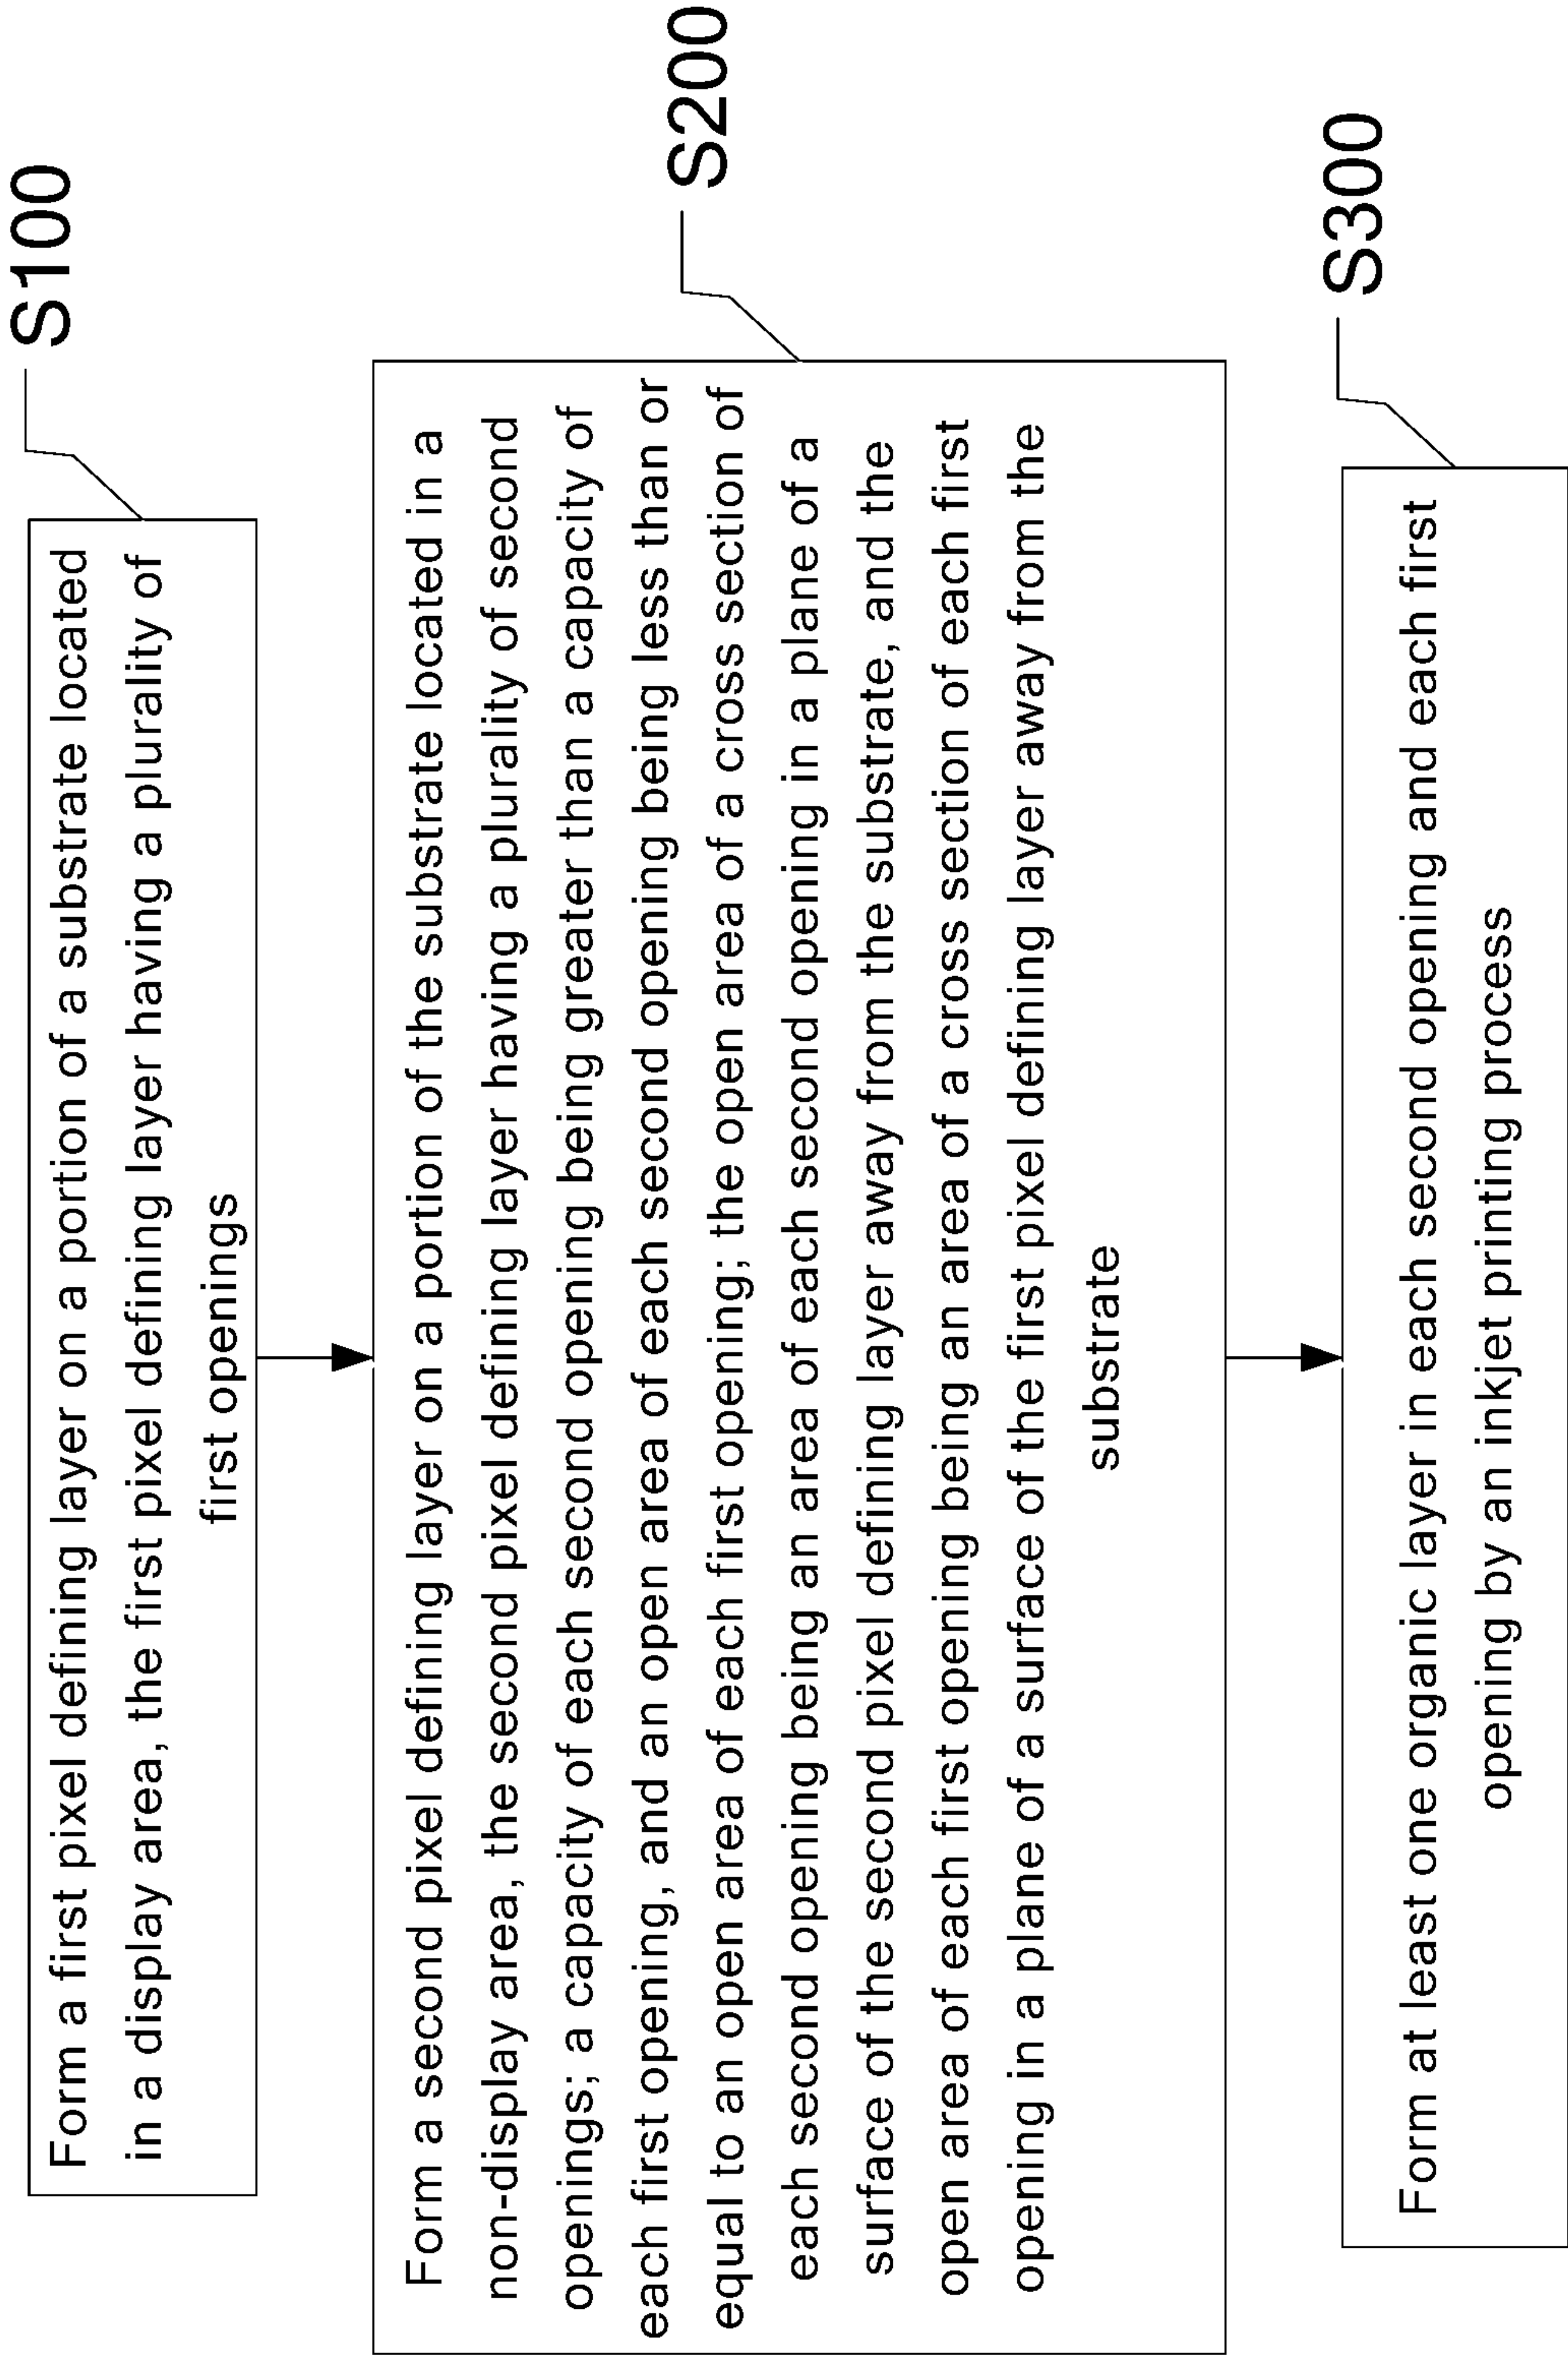 S100
Form a first pixel defining layer on a portion of a substrate located
in a display area, the first pixel defining layer having a plurality of
first openings
S200
Form a second pixel defining layer on a portion of the substrate located in a
non-display area, the second pixel defining layer having a plurality of second
openings; a capacity of each second opening being greater than a capacity of
each first opening, and an open area of each second opening being less than or
equal to an open area of each first opening; the open area of a cross section of
each second opening being an area of each second opening in a plane of a
surface of the second pixel defining layer away from the substrate, and the
open area of each first opening being an area of a cross section of each first
opening in a plane of a surface of the first pixel defining layer away from the
substrate
S300
Form at least one organic layer in each second opening and each first
opening by an inkjet printing process